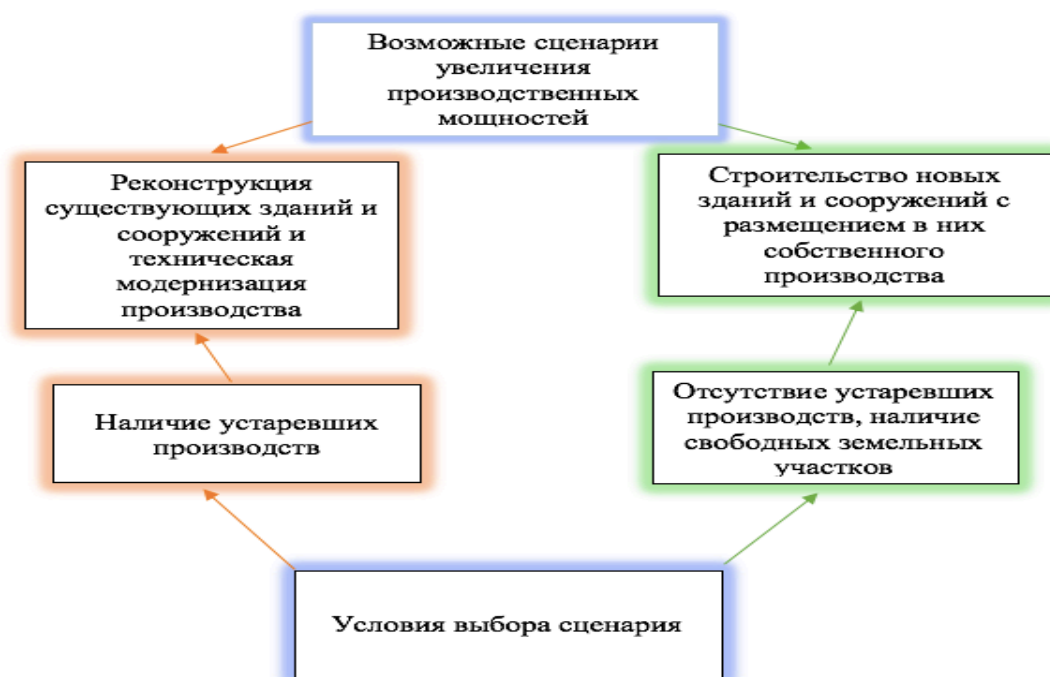 Возможные сценарии
увеличения
производственных
мощностей
Реконструкция
существующих зданий и
сооружений и
техническая
модернизация
производства
Строительство новых
зданий и сооружений с
размещением в них
собственного
производства
Наличие устаревших
производств
Отсутствие устаревших
производств, наличие
свободных земельных
участков
Условия выбора сценария